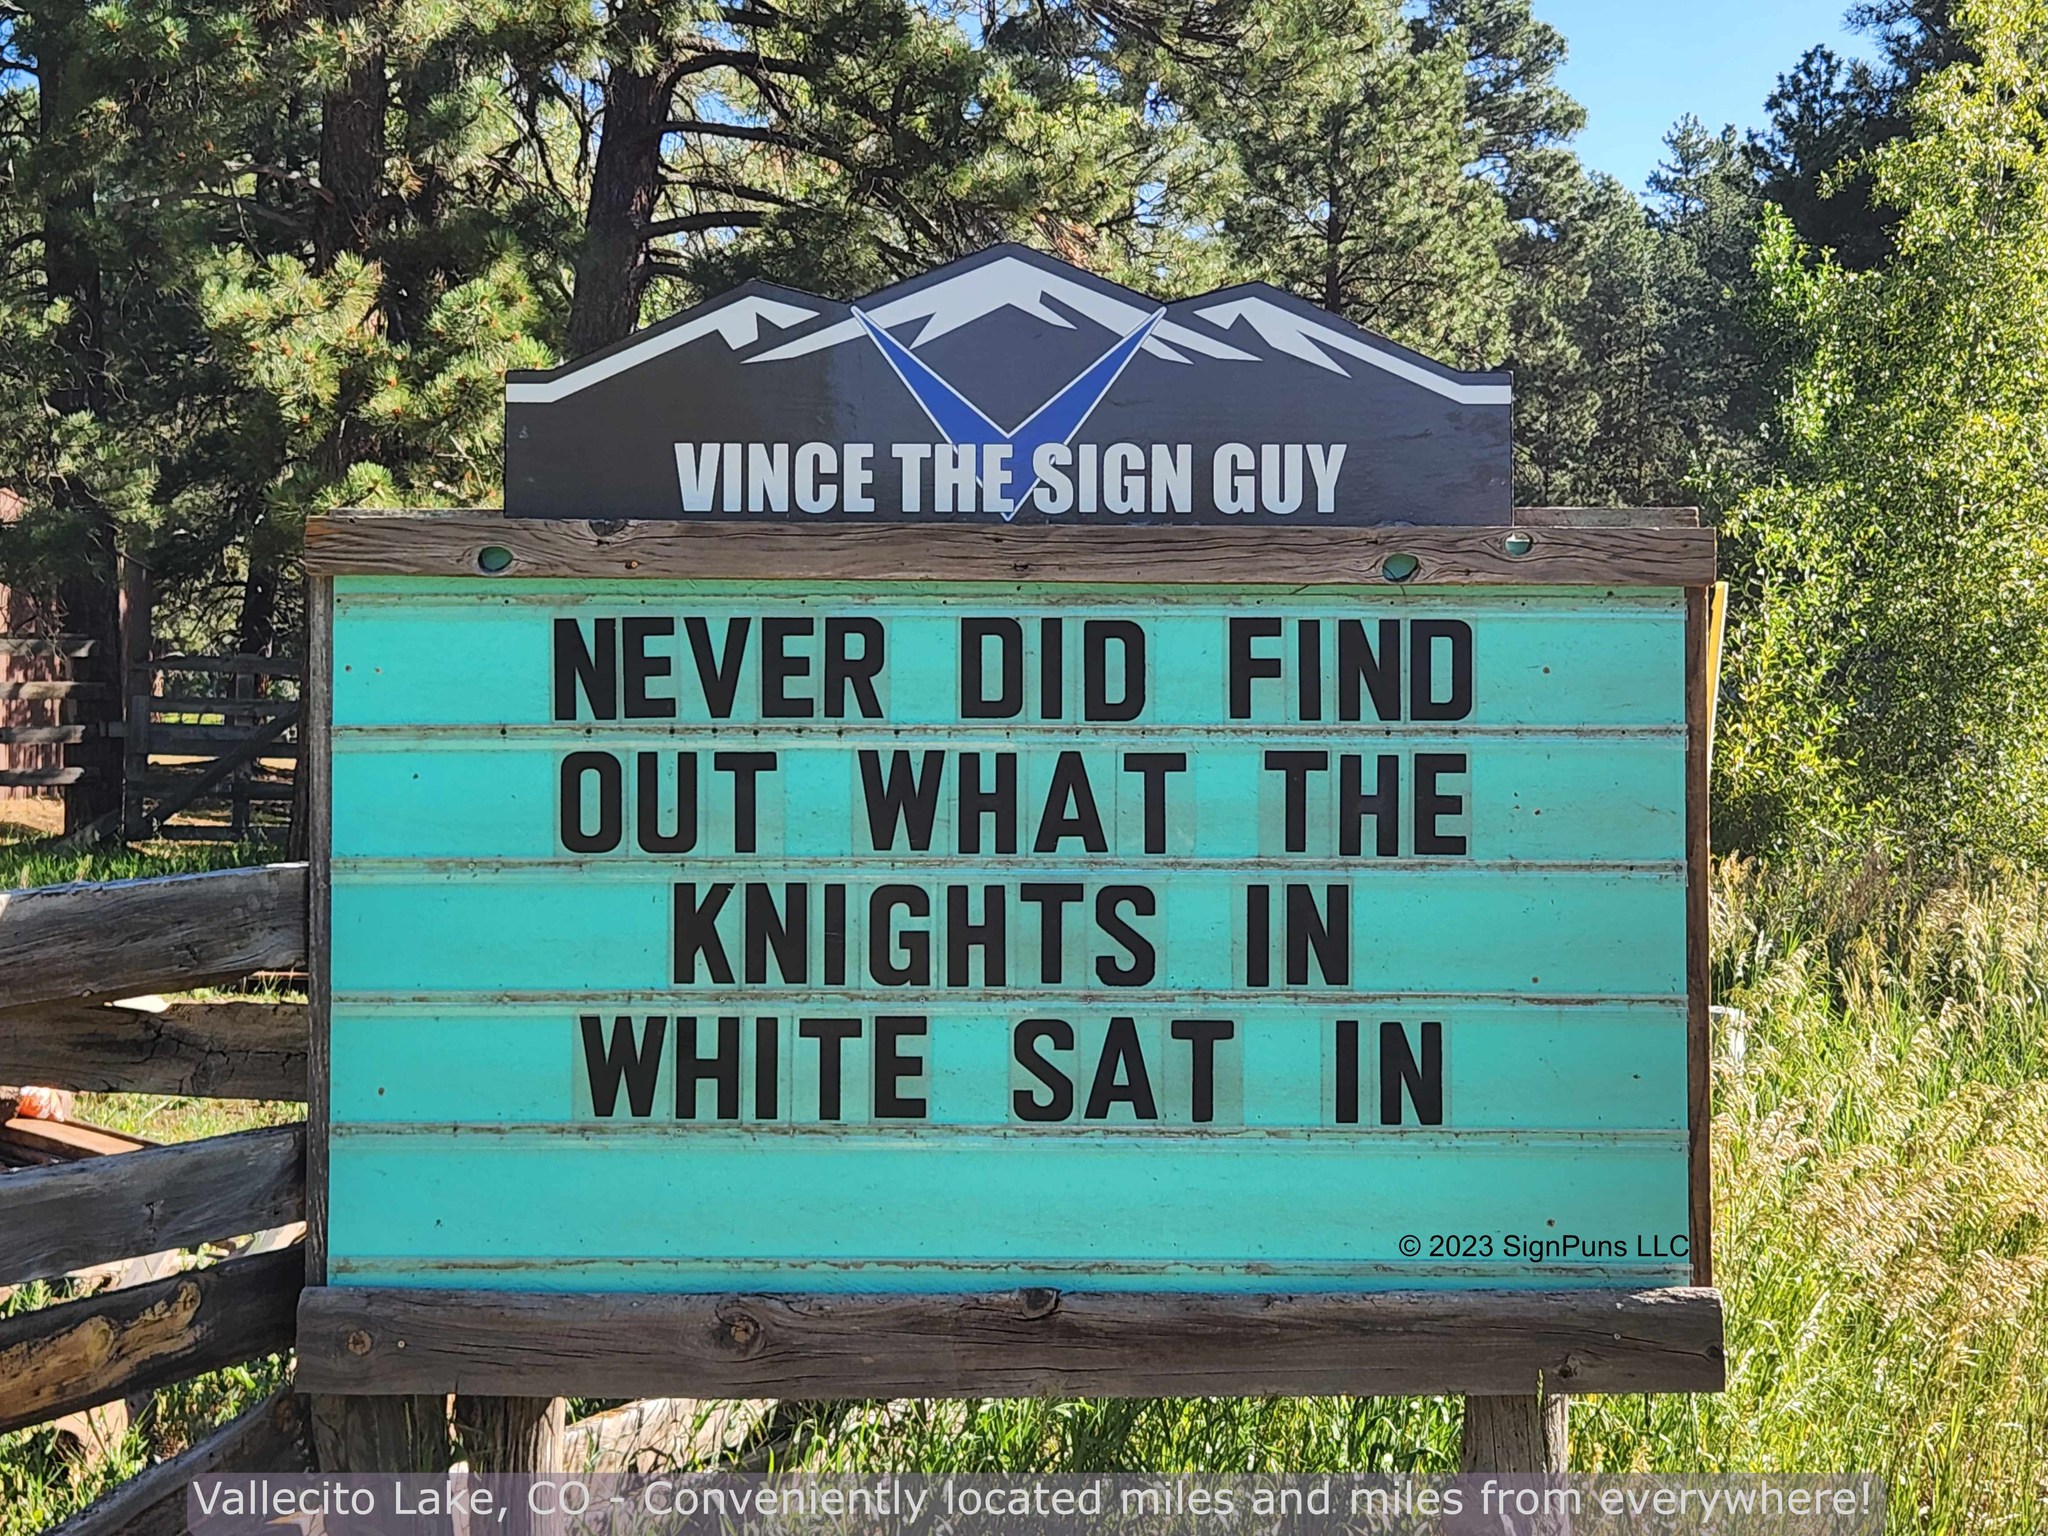 VINCE THE SIGN GUY
NEVER DID FIND
OUT WHAT THE
KNIGHTS IN
WHITE SAT IN
© 2023 SignPuns LLC
Vallecito Lake, CO - Conveniently located miles and miles from everywhere!